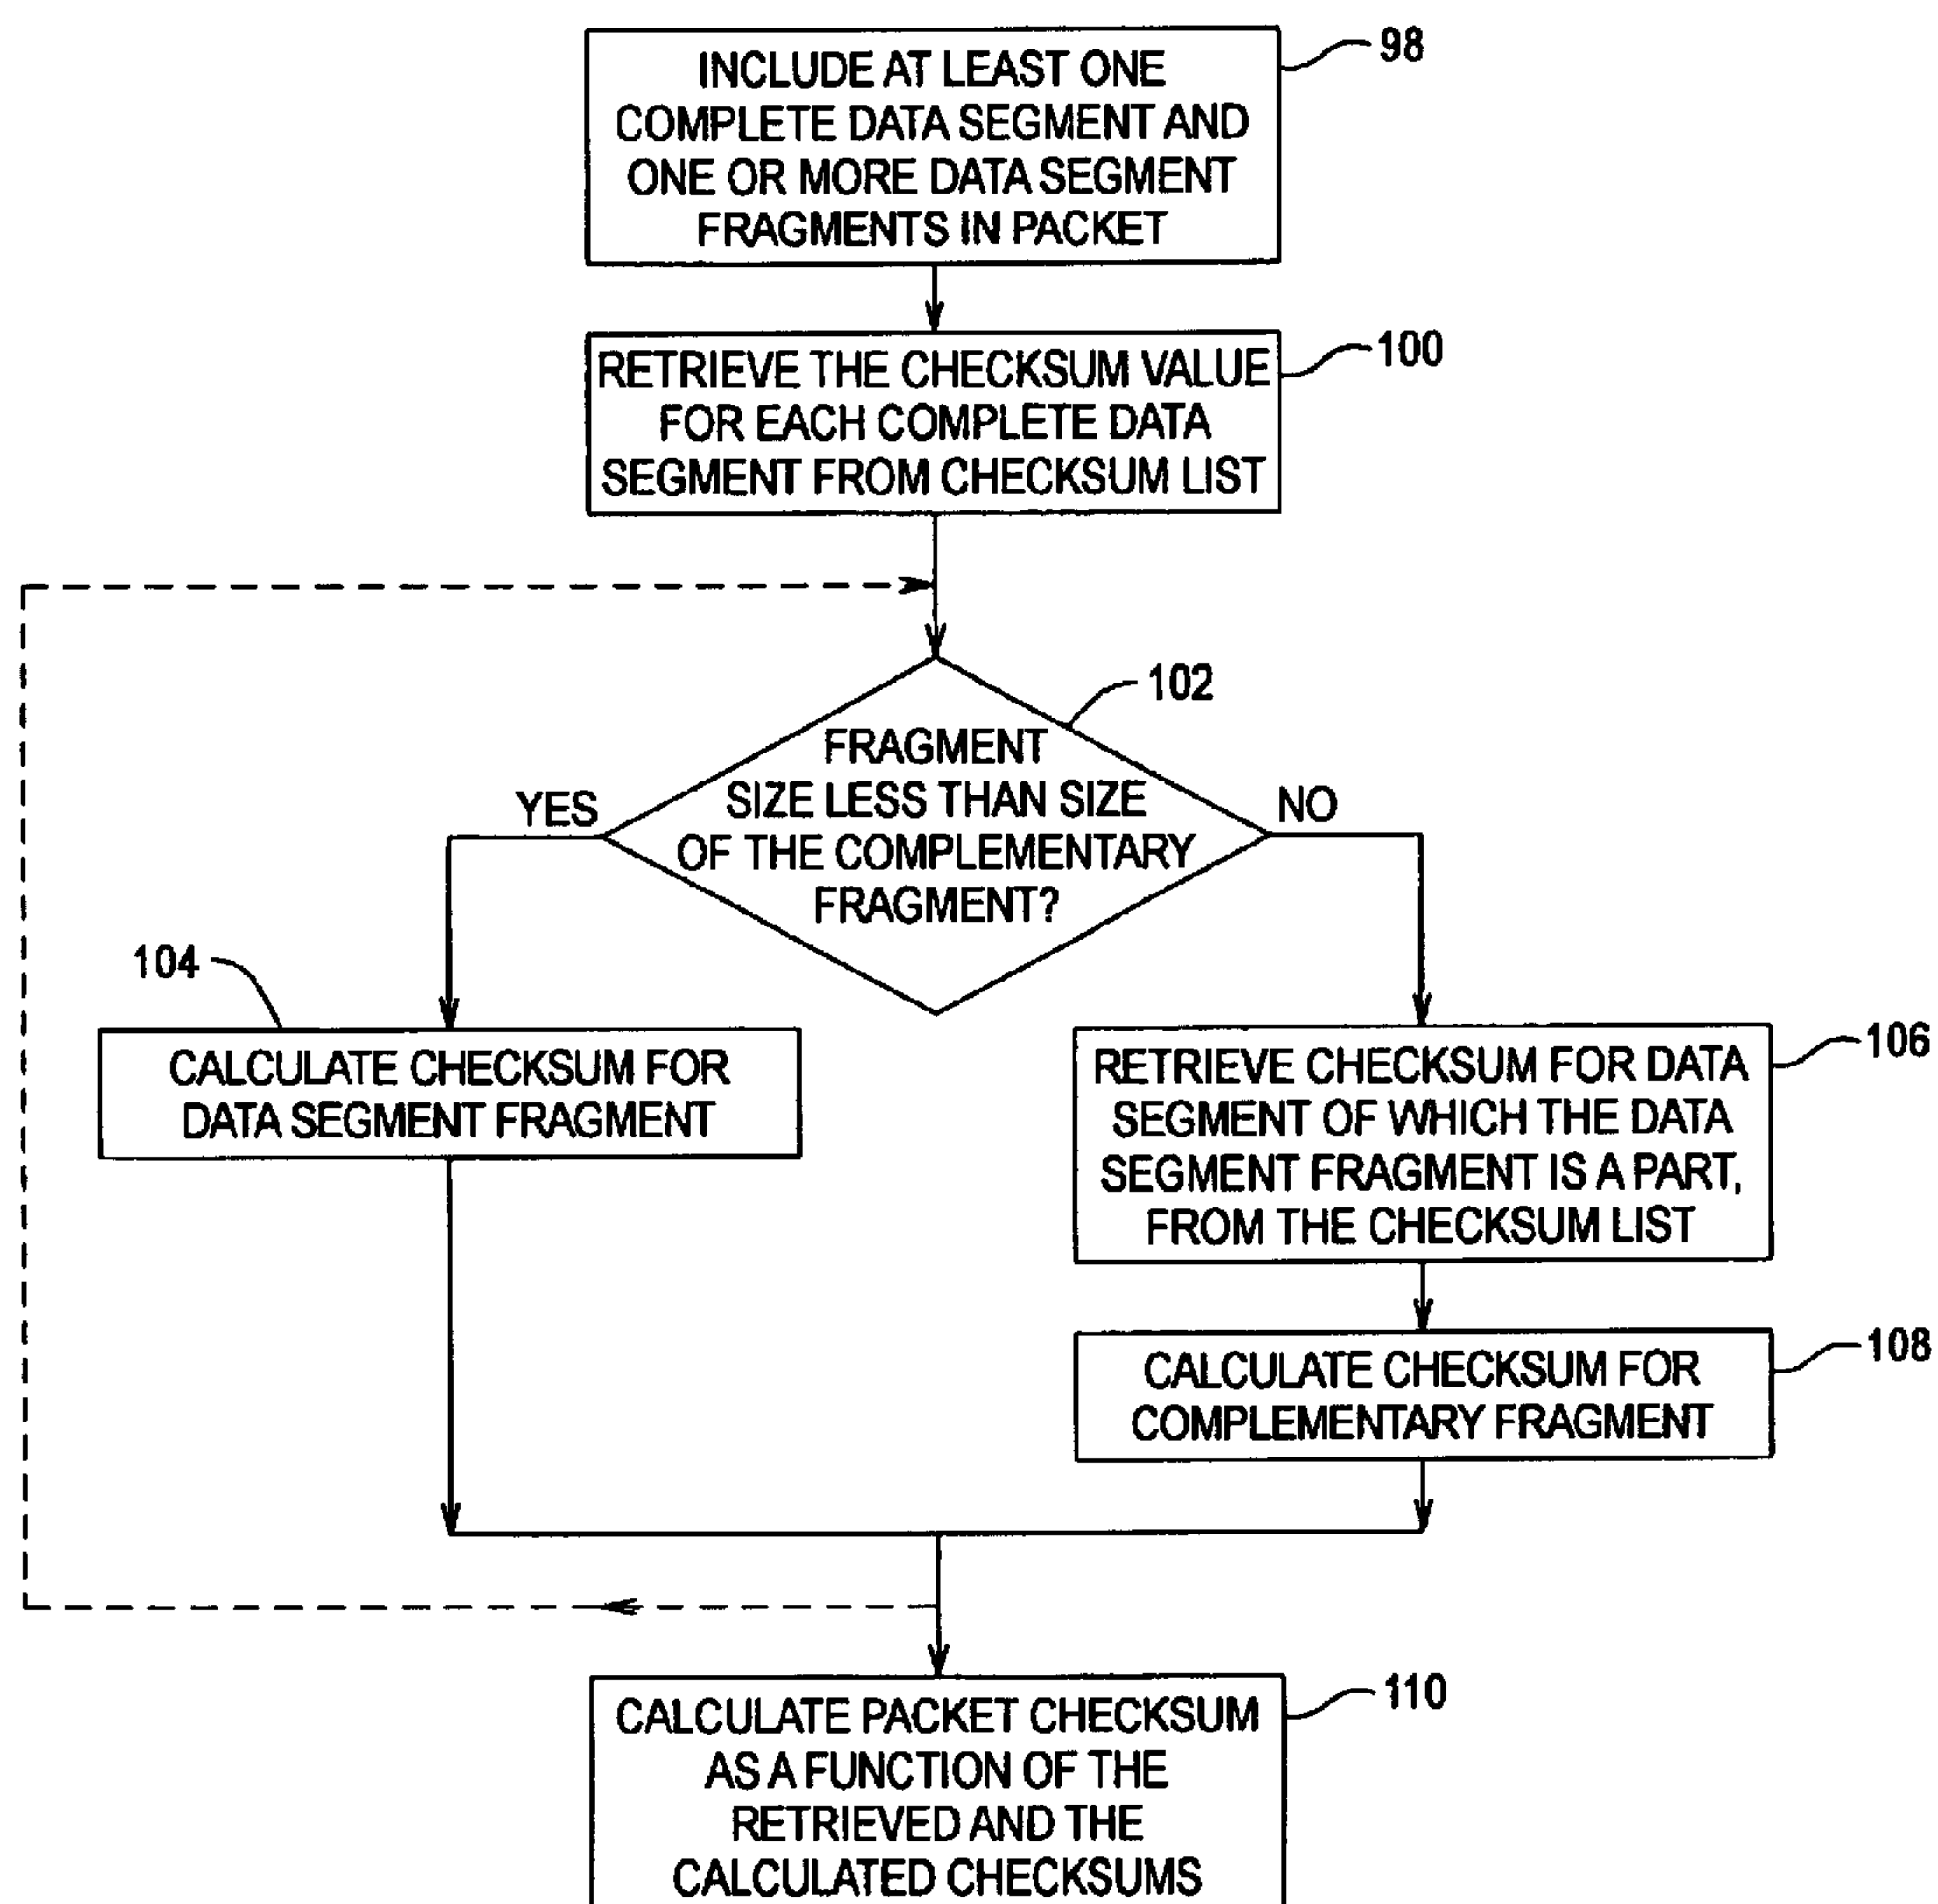 INCLUDE AT LEAST ONE
COMPLETE DATA SEGMENT AND
ONE OR MORE DATA SEGMENT
FRAGMENTS IN PACKET
98
RETRIEVE THE CHECKSUM VALUE
FOR EACH COMPLETE DATA
SEGMENT FROM CHECKSUM LIST
100
102
FRAGMENT
SIZE LESS THAN SIZE
OF THE COMPLEMENTARY
FRAGMENT?
YES
NO
104
CALCULATE CHECKSUM FOR
DATA SEGMENT FRAGMENT
RETRIEVE CHECKSUM FOR DATA
SEGMENT OF WHICH THE DATA
SEGMENT FRAGMENT IS A PART,
FROM THE CHECKSUM LIST
106
CALCULATE CHECKSUM FOR
COMPLEMENTARY FRAGMENT
108
CALCULATE PACKET CHECKSUM
AS A FUNCTION OF THE
RETRIEVED AND THE
CALCULATED CHECKSUMS
110